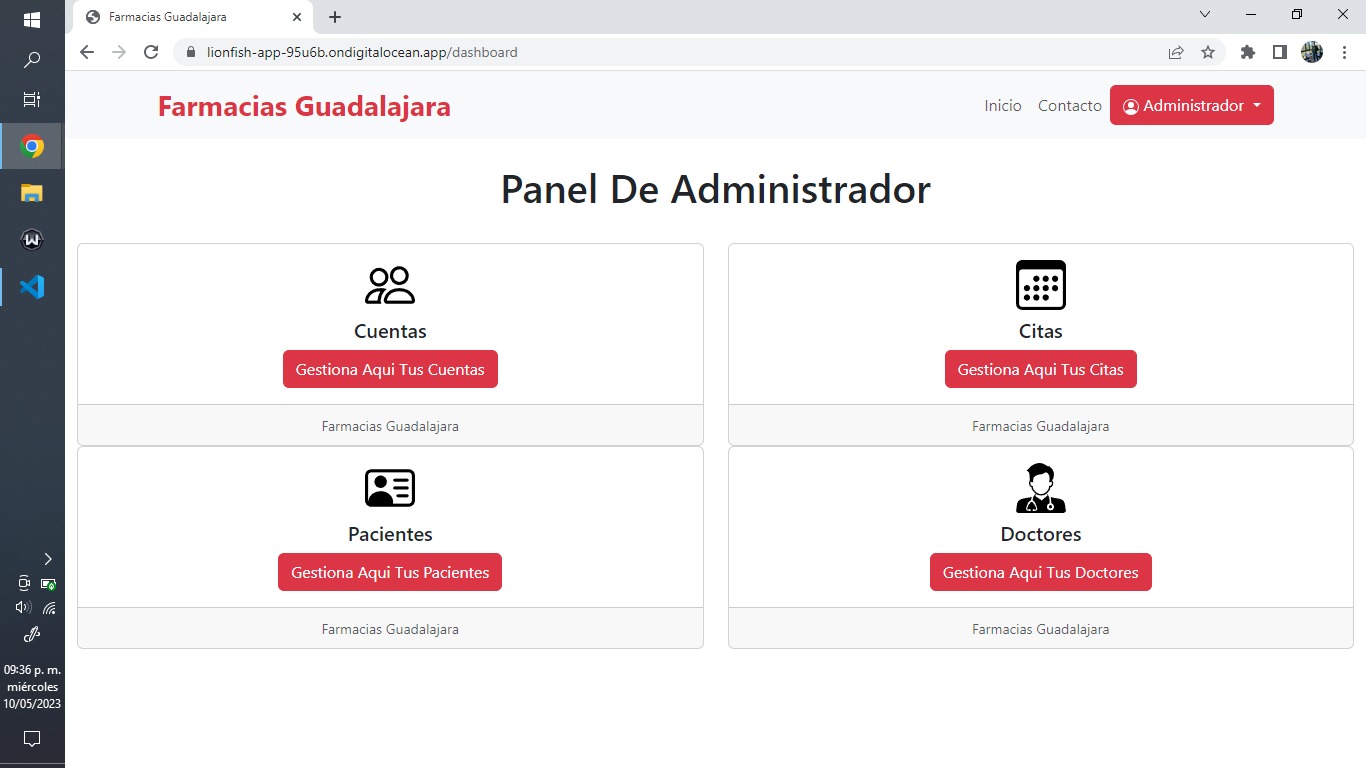 Farmacias Guadalajara
lionfish-app-95u6b.ondigitalocean.app/dashboard
Farmacias Guadalajara
Inicio
Contacto
Administrador
Panel De Administrador
Cuentas
Gestiona Aqui Tus Cuentas
Farmacias Guadalajara
Citas
Gestiona Aqui Tus Citas
Farmacias Guadalajara
Pacientes
Gestiona Aqui Tus Pacientes
Farmacias Guadalajara
Doctores
Gestiona Aqui Tus Doctores
Farmacias Guadalajara
09:36 p. m.
miércoles
10/05/2023